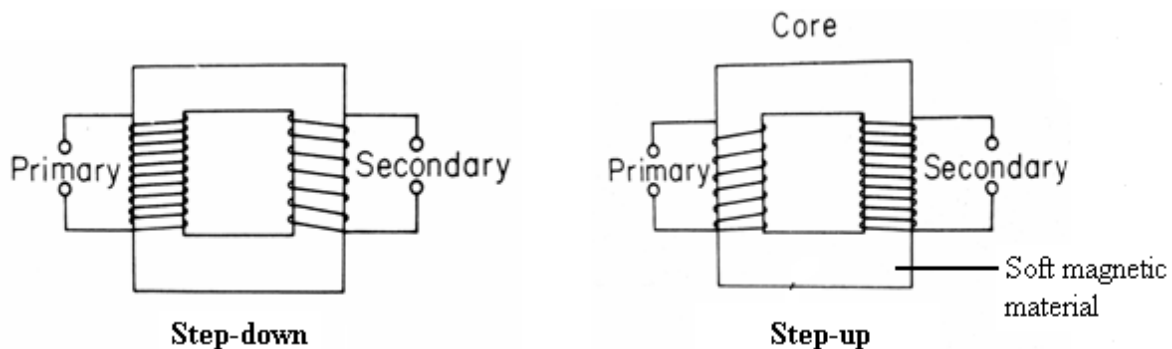 Core
Primary
Secondary
Primary
Secondary
Soft magnetic
material
Step-down
Step-up